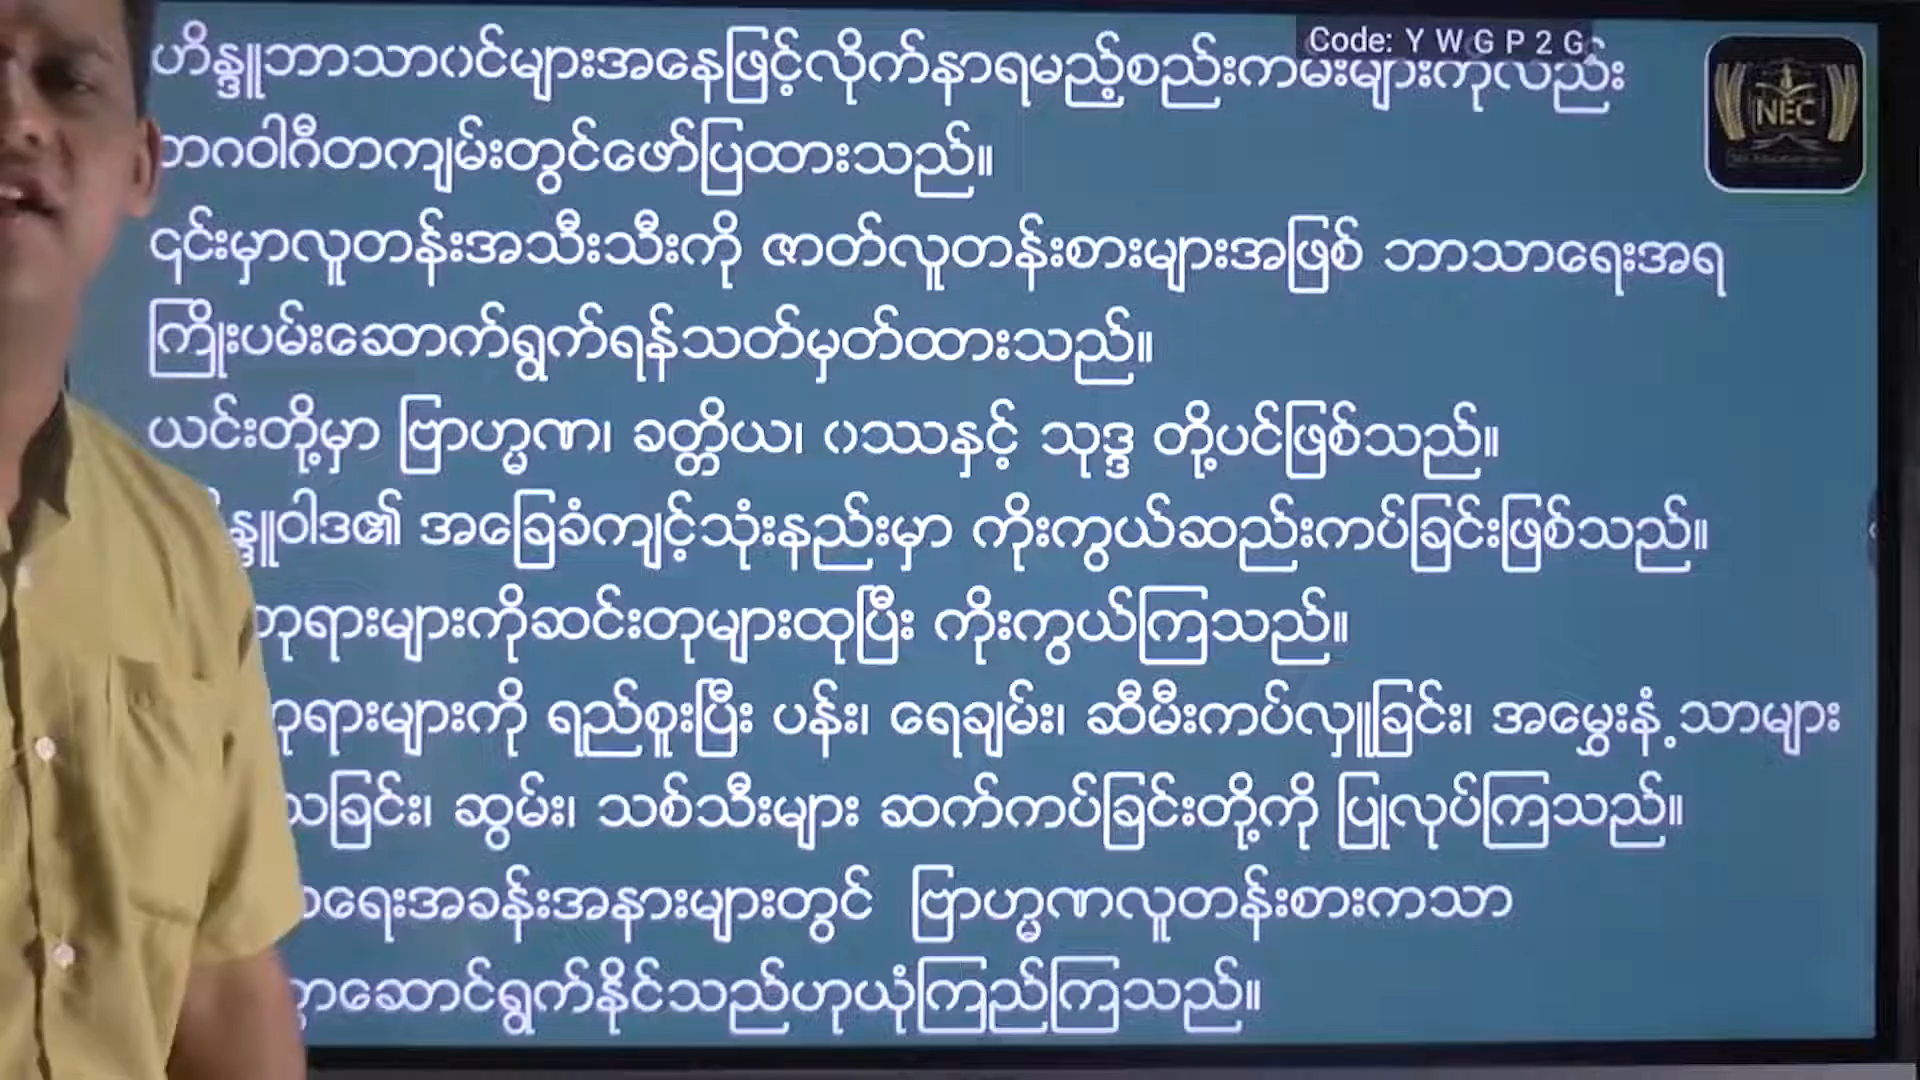 Code: Y W G P 2 G
ဟိန္ဒူဘာသာဝင်များအနေဖြင့်လိုက်နာရမည့်စည်းကမ်းများကိုလည်း
NEC
ဘဂဝါဂီတကျမ်းတွင်ဖော်ပြထားသည်။
၎င်းမှာလူတန်းအသီးသီးကို ဇာတ်လူတန်းစားများအဖြစ် ဘာသာရေးအရ
ကြိုးပမ်းဆောက်ရွက်ရန်သတ်မှတ်ထားသည်။
ယင်းတို့မှာ ဗြာဟ္မဏ၊ ခတ္တိယ၊ ဝဿနှင့် သုဒ္ဒ တို့ပင်ဖြစ်သည်။
န္ဒူဝါဒ၏ အခြေခံကျင့်သုံးနည်းမှာ ကိုးကွယ်ဆည်းကပ်ခြင်းဖြစ်သည်။
ဘုရားများကိုဆင်းတုများထုပြီး ကိုးကွယ်ကြသည်။
ဘုရားများကို ရည်စူးပြီး ပန်း၊ ရေချမ်း၊ ဆီမီးကပ်လှူခြင်း၊ အမွှေးနံ့သာများ
ခြင်း၊ ဆွမ်း၊ သစ်သီးများ ဆက်ကပ်ခြင်းတို့ကို ပြုလုပ်ကြသည်။
ရေးအခန်းအနားများတွင် ဗြာဟ္မဏလူတန်းစားကသာ
ဆောင်ရွက်နိုင်သည်ဟုယုံကြည်ကြသည်။